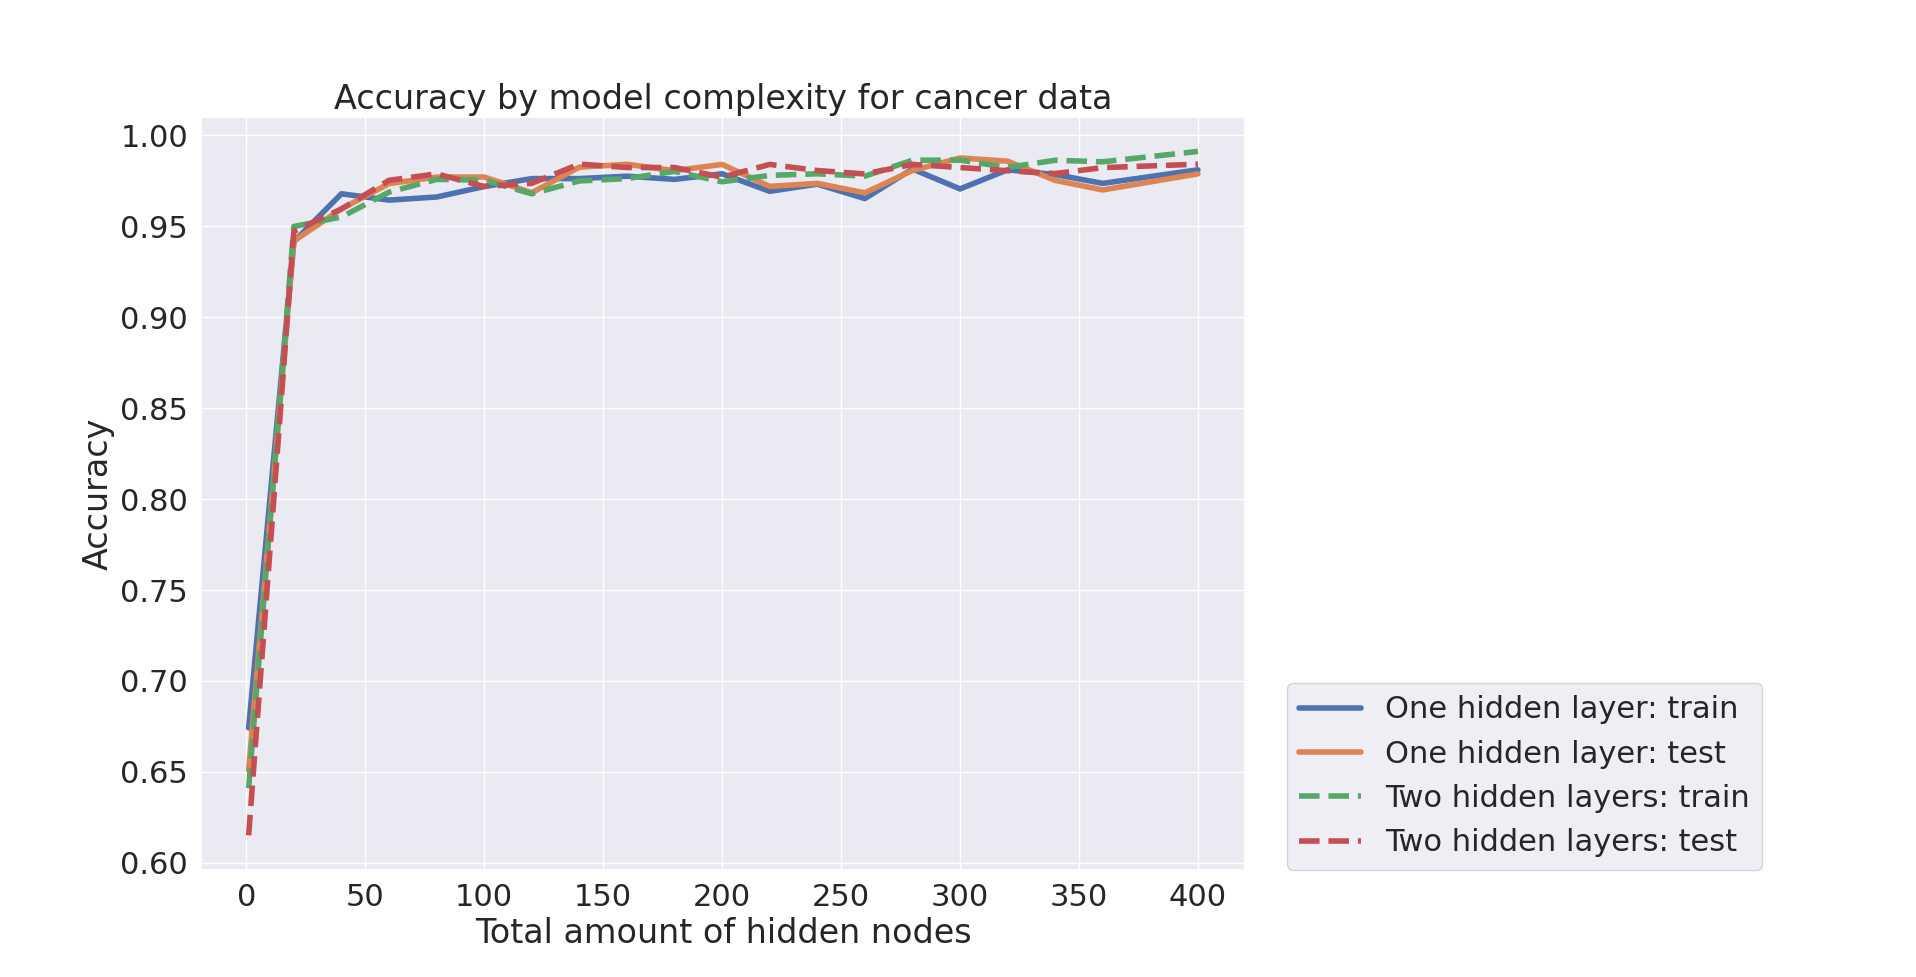 Accuracy by model complexity for cancer data
1.00
0.95
0.90
0.85
0.80
0.75
0.70
0.65
0.60
Accuracy
0 50 100 150 200 250 300 350 400
Total amount of hidden nodes
One hidden layer: train
One hidden layer: test
Two hidden layers: train
Two hidden layers: test